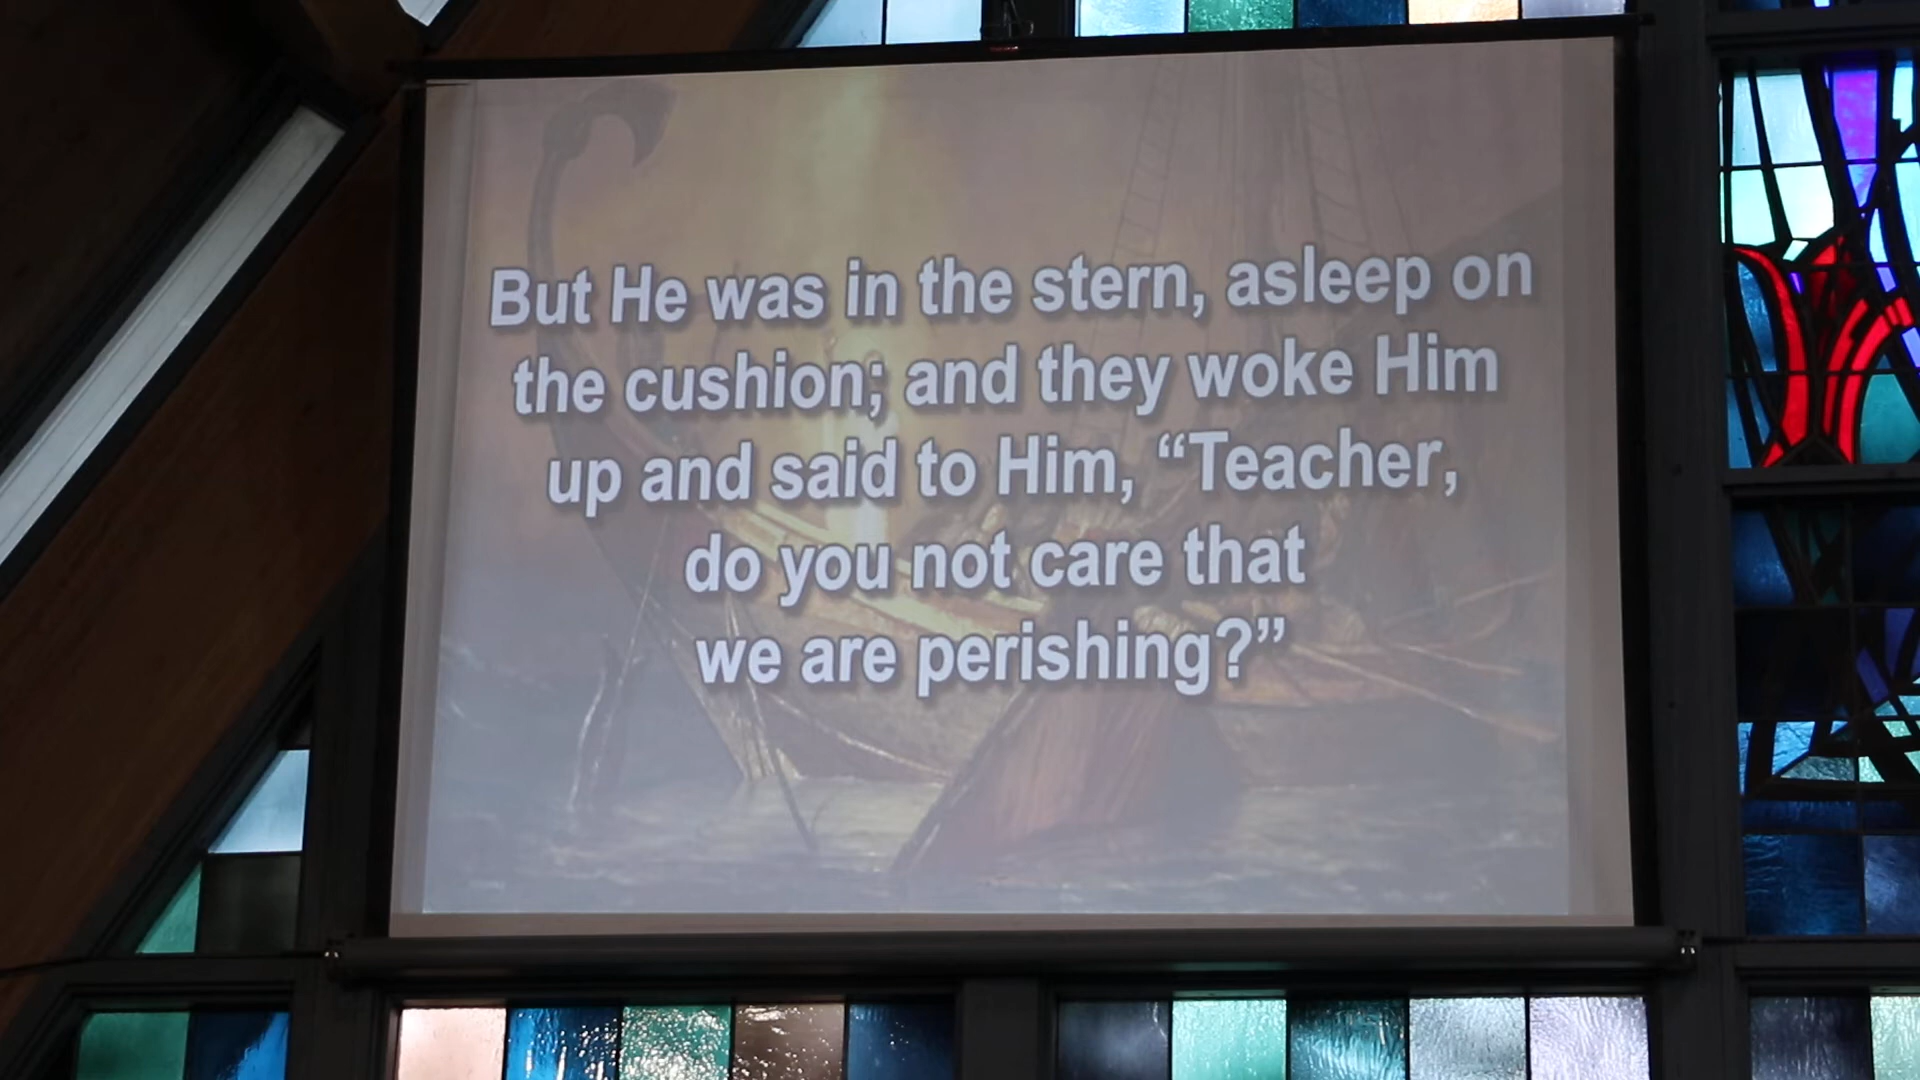 But He was in the stern, asleep on
the cushion; and they woke Him
up and said to Him, “Teacher,
do you not care that
we are perishing?”